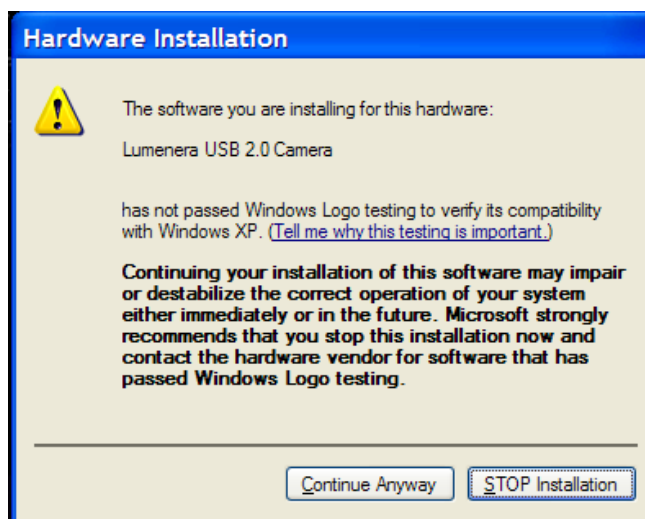 Hardware Installation
The software you are installing for this hardware:
Lumenera USB 2.0 Camera
has not passed Windows Logo testing to verify its compatibility
with Windows XP. (Tell me why this testing is important.)
Continuing your installation of this software may impair
or destabilize the correct operation of your system
either immediately or in the future. Microsoft strongly
recommends that you stop this installation now and
contact the hardware vendor for software that has
passed Windows Logo testing.
Continue Anyway STOP Installation